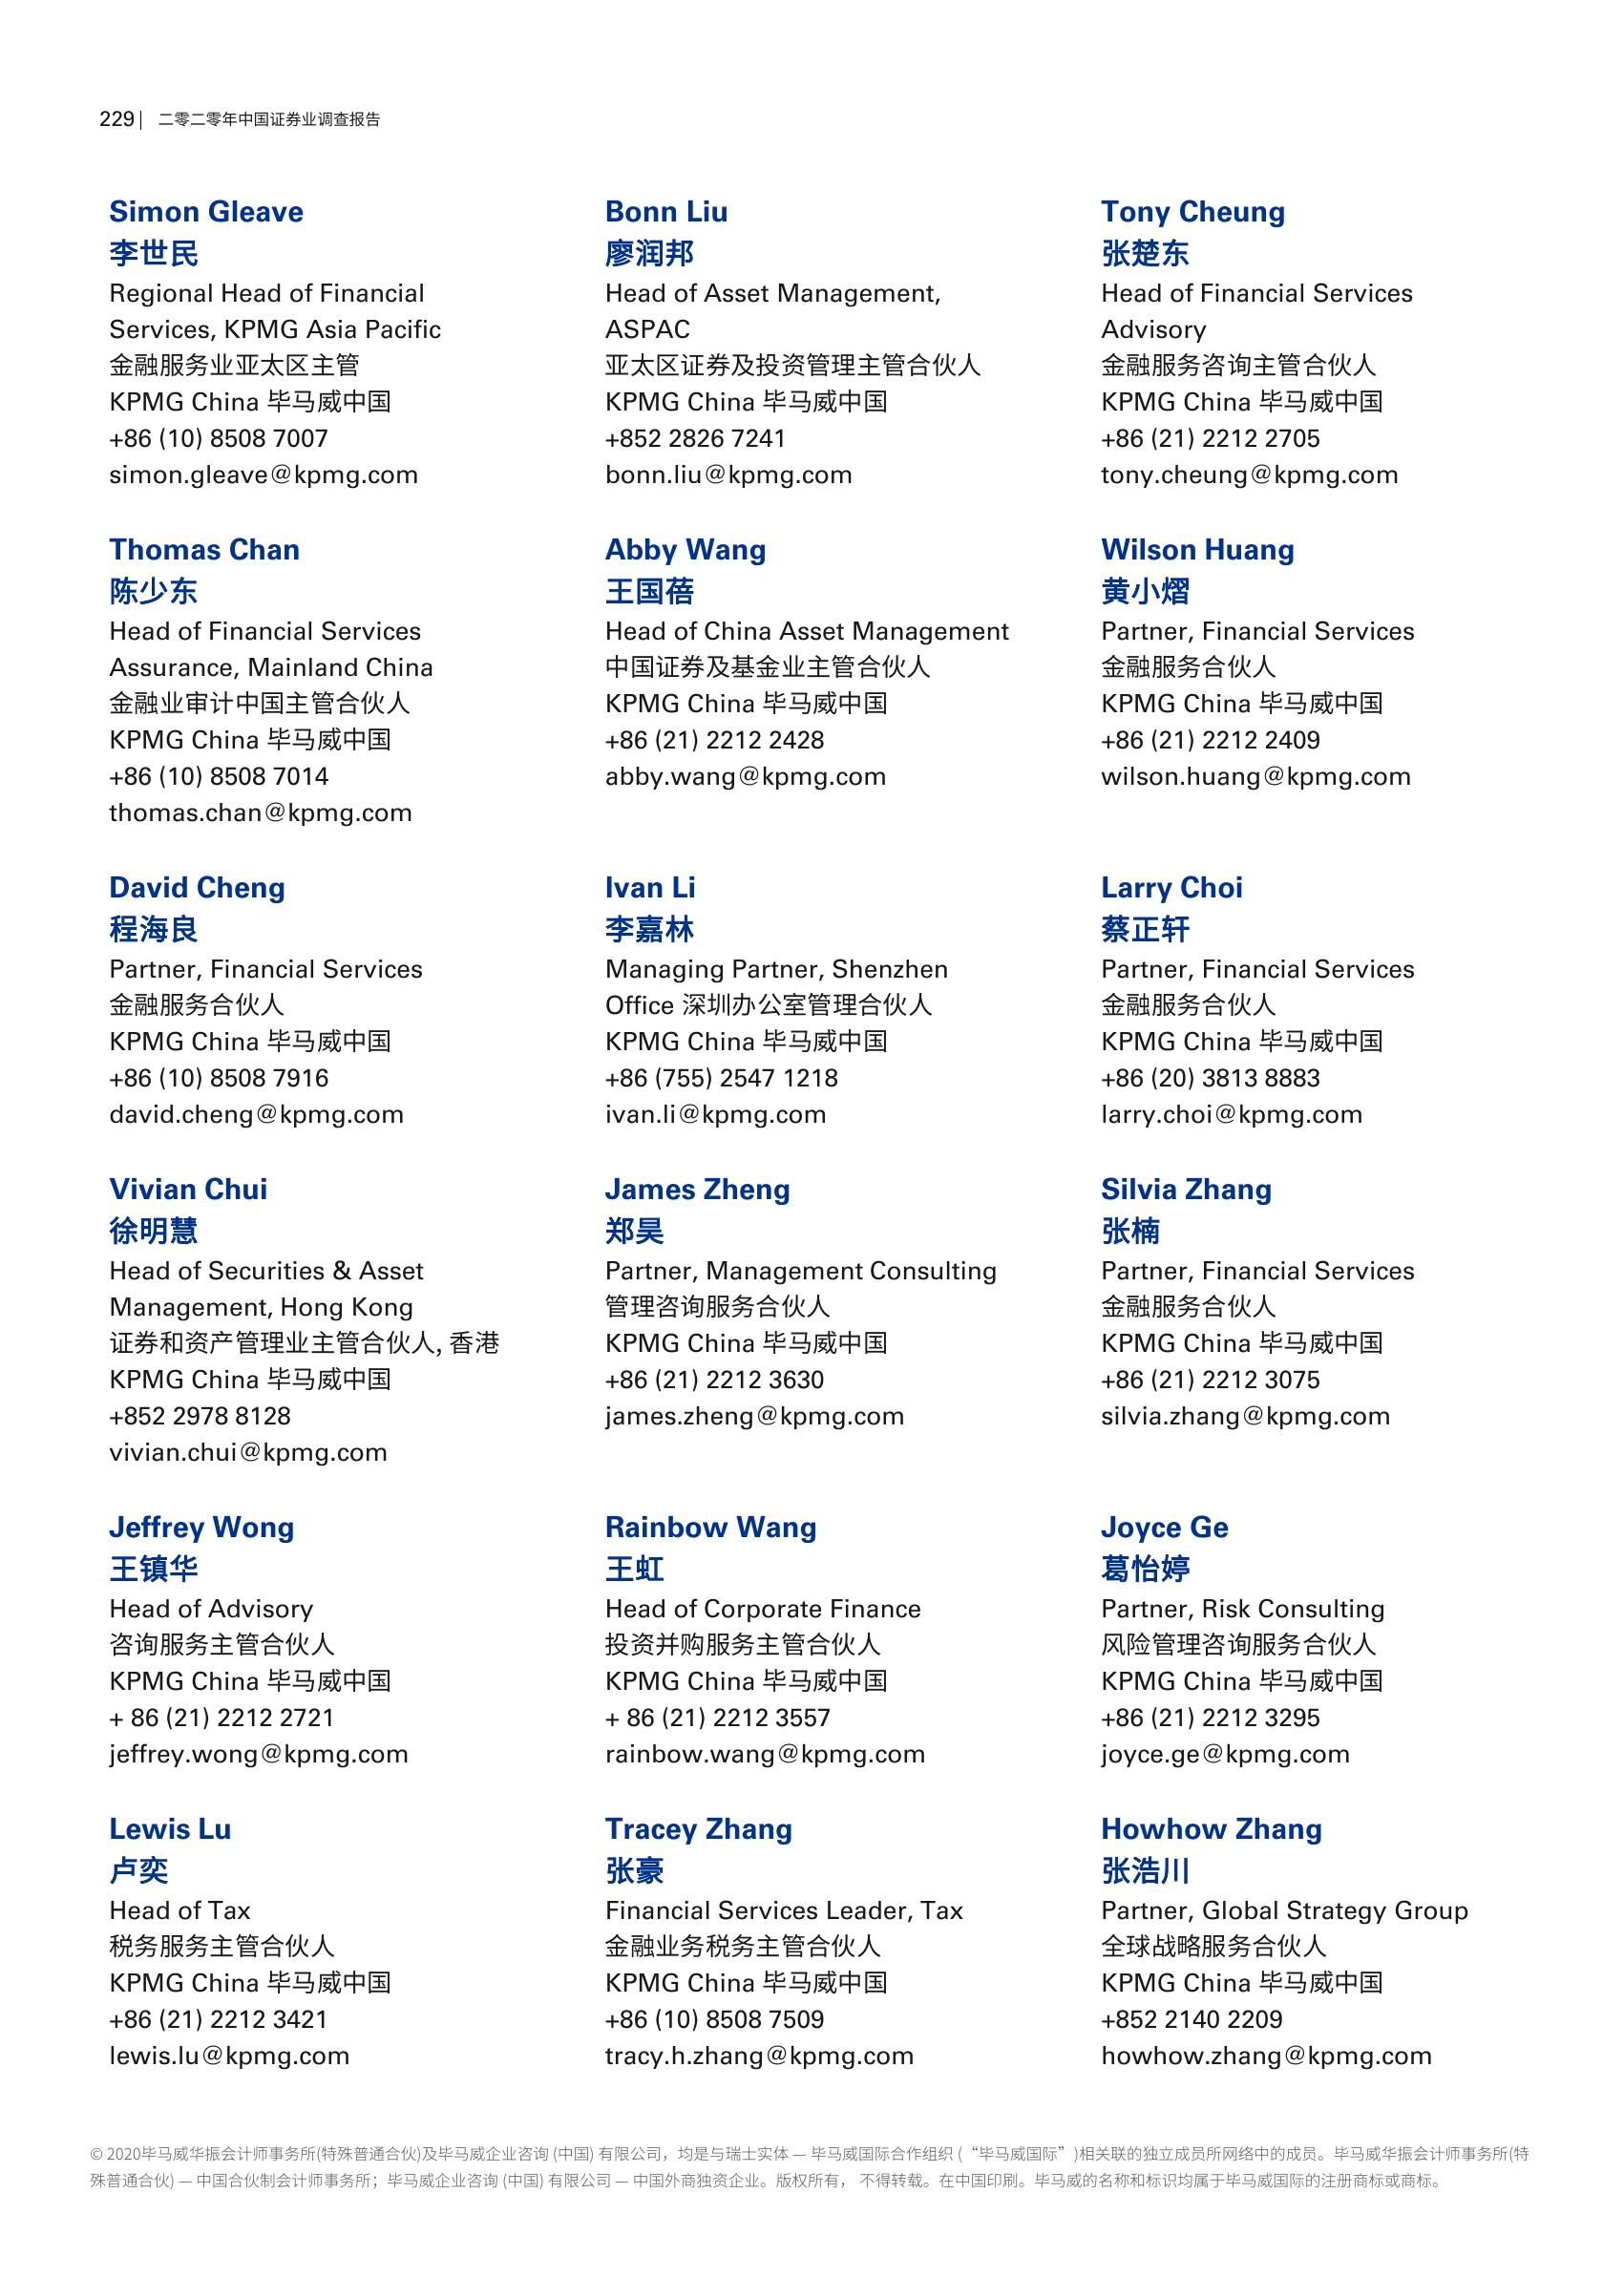 229 | 二零二零年中国证券业调查报告
Simon Gleave
李世民
Regional Head of Financial
Services, KPMG Asia Pacific
金融服务业亚太区主管
KPMG China 毕马威中国
+86 (10) 8508 7007
simon.gleave@kpmg.com
Bonn Liu
廖润邦
Head of Asset Management,
ASPAC
亚太区证券及投资管理主管合伙人
KPMG China 毕马威中国
+852 2826 7241
bonn.liu@kpmg.com
Tony Cheung
张楚东
Head of Financial Services
Advisory
金融服务咨询主管合伙人
KPMG China 毕马威中国
+86 (21) 2212 2705
tony.cheung@kpmg.com
Thomas Chan
陈少东
Head of Financial Services
Assurance, Mainland China
金融业审计中国主管合伙人
KPMG China 毕马威中国
+86 (10) 8508 7014
thomas.chan@kpmg.com
Abby Wang
王国蓓
Head of China Asset Management
中国证券及基金业主管合伙人
KPMG China 毕马威中国
+86 (21) 2212 2428
abby.wang@kpmg.com
Wilson Huang
黄小熠
Partner, Financial Services
金融服务合伙人
KPMG China 毕马威中国
+86 (21) 2212 2409
wilson.huang@kpmg.com
David Cheng
程海良
Partner, Financial Services
金融服务合伙人
KPMG China 毕马威中国
+86 (10) 8508 7916
david.cheng@kpmg.com
Ivan Li
李嘉林
Managing Partner, Shenzhen
Office 深圳办公室管理合伙人
KPMG China 毕马威中国
+86 (755) 2547 1218
ivan.li@kpmg.com
Larry Choi
蔡正轩
Partner, Financial Services
金融服务合伙人
KPMG China 毕马威中国
+86 (20) 3813 8883
larry.choi@kpmg.com
Vivian Chui
徐明慧
Head of Securities & Asset
Management, Hong Kong
证券和资产管理业主管合伙人, 香港
KPMG China 毕马威中国
+852 2978 8128
vivian.chui@kpmg.com
James Zheng
郑昊
Partner, Management Consulting
管理咨询服务合伙人
KPMG China 毕马威中国
+86 (21) 2212 3630
james.zheng@kpmg.com
Silvia Zhang
张楠
Partner, Financial Services
金融服务合伙人
KPMG China 毕马威中国
+86 (21) 2212 3075
silvia.zhang@kpmg.com
Jeffrey Wong
王镇华
Head of Advisory
咨询服务主管合伙人
KPMG China 毕马威中国
+ 86 (21) 2212 2721
jeffrey.wong@kpmg.com
Rainbow Wang
王虹
Head of Corporate Finance
投资并购服务主管合伙人
KPMG China 毕马威中国
+ 86 (21) 2212 3557
rainbow.wang@kpmg.com
Joyce Ge
葛怡婷
Partner, Risk Consulting
风险管理咨询服务合伙人
KPMG China 毕马威中国
+86 (21) 2212 3295
joyce.ge@kpmg.com
Lewis Lu
卢奕
Head of Tax
税务服务主管合伙人
KPMG China 毕马威中国
+86 (21) 2212 3421
lewis.lu@kpmg.com
Tracey Zhang
张豪
Financial Services Leader, Tax
金融业务税务主管合伙人
KPMG China 毕马威中国
+86 (10) 8508 7509
tracy.h.zhang@kpmg.com
Howhow Zhang
张浩川
Partner, Global Strategy Group
全球战略服务合伙人
KPMG China 毕马威中国
+852 2140 2209
howhow.zhang@kpmg.com
© 2020毕马威华振会计师事务所(特殊普通合伙)及毕马威企业咨询 (中国) 有限公司，均是与瑞士实体 — 毕马威国际合作组织 (“毕马威国际”)相关联的独立成员所网络中的成员。毕马威华振会计师事务所(特
殊普通合伙) — 中国合伙制会计师事务所；毕马威企业咨询 (中国) 有限公司 — 中国外商独资企业。版权所有， 不得转载。在中国印刷。毕马威的名称和标识均属于毕马威国际的注册商标或商标。